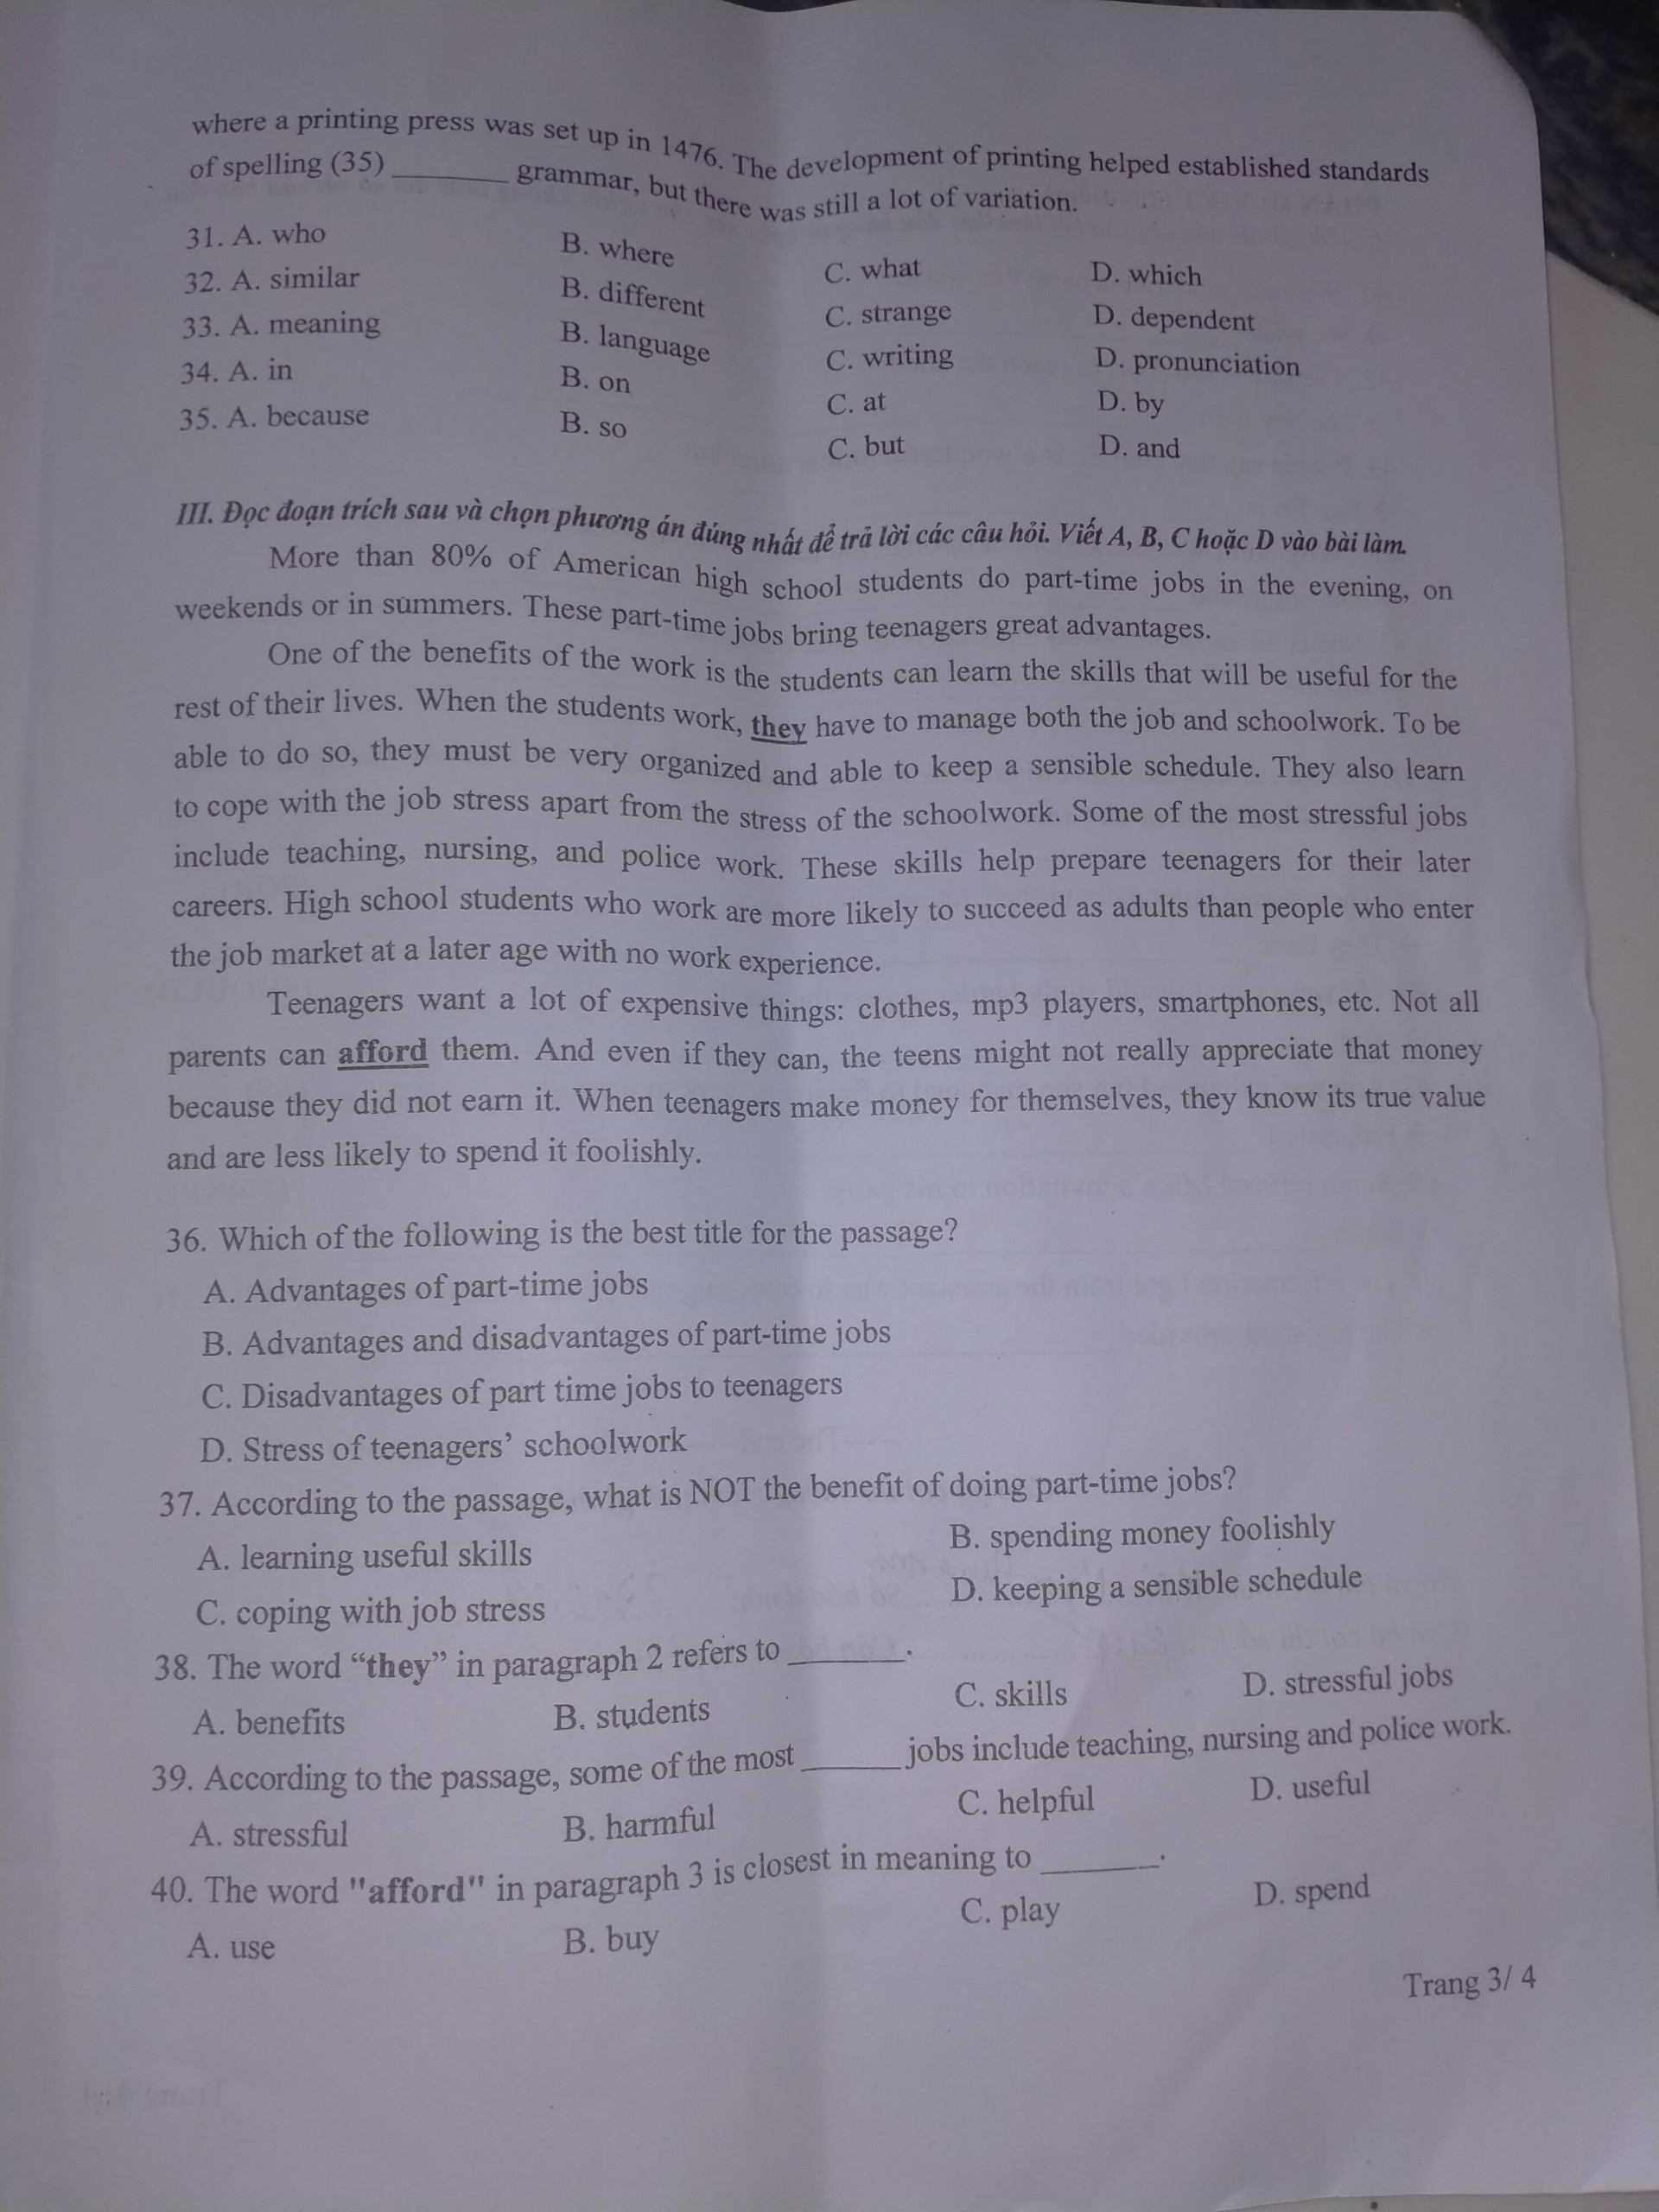 where a printing press was set up in 1476. The development of printing helped established standards
of spelling (35) ________ grammar, but there was still a lot of variation.
31. A. who B. where C. what D. which
32. A. similar B. different C. strange D. dependent
33. A. meaning B. language C. writing D. pronunciation
34. A. in B. on C. at D. by
35. A. because B. so C. but D. and
III. Đọc đoạn trích sau và chọn phương án đúng nhất để trả lời các câu hỏi. Viết A, B, C hoặc D vào bài làm.
More than 80% of American high school students do part-time jobs in the evening, on
weekends or in summers. These part-time jobs bring teenagers great advantages.
One of the benefits of the work is the students can learn the skills that will be useful for the
rest of their lives. When the students work, they have to manage both the job and schoolwork. To be
able to do so, they must be very organized and able to keep a sensible schedule. They also learn
to cope with the job stress apart from the stress of the schoolwork. Some of the most stressful jobs
include teaching, nursing, and police work. These skills help prepare teenagers for their later
careers. High school students who work are more likely to succeed as adults than people who enter
the job market at a later age with no work experience.
Teenagers want a lot of expensive things: clothes, mp3 players, smartphones, etc. Not all
parents can afford them. And even if they can, the teens might not really appreciate that money
because they did not earn it. When teenagers make money for themselves, they know its true value
and are less likely to spend it foolishly.
36. Which of the following is the best title for the passage?
A. Advantages of part-time jobs
B. Advantages and disadvantages of part-time jobs
C. Disadvantages of part time jobs to teenagers
D. Stress of teenagers’ schoolwork
37. According to the passage, what is NOT the benefit of doing part-time jobs?
A. learning useful skills B. spending money foolishly
C. coping with job stress D. keeping a sensible schedule
38. The word “they” in paragraph 2 refers to ________.
A. benefits B. students C. skills D. stressful jobs
39. According to the passage, some of the most _______ jobs include teaching, nursing and police work.
A. stressful B. harmful C. helpful D. useful
40. The word "afford" in paragraph 3 is closest in meaning to ________.
A. use B. buy C. play D. spend
Trang 3/ 4